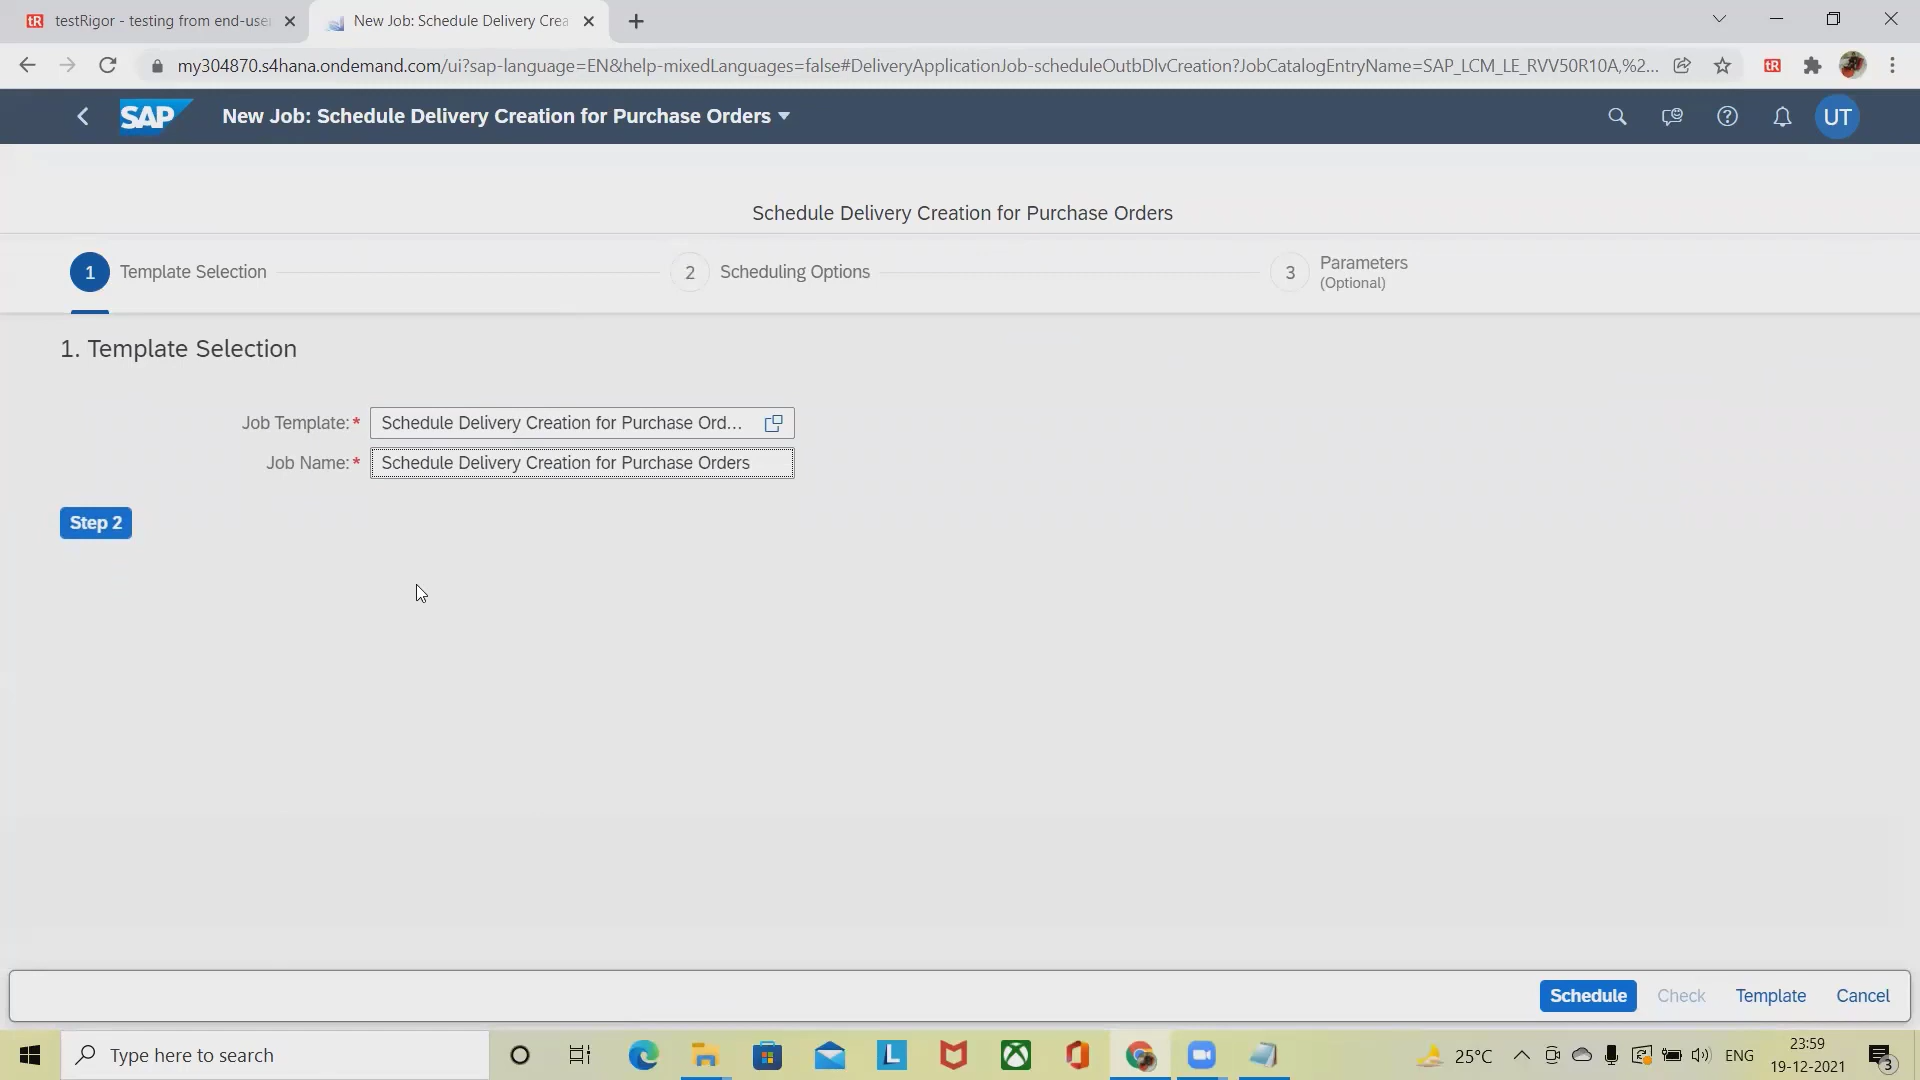 testRigor - testing from end-use
New Job: Schedule Delivery Crea
my304870.s4hana.ondemand.com/ui?sap-language=EN&help-mixedLanguages=false#DeliveryApplicationJob-scheduleOutbDlvCreation?JobCatalogEntryName=SAP_LCM_LE_RVV50R10A,%2...
tR
SAP
New Job: Schedule Delivery Creation for Purchase Orders
UT
Schedule Delivery Creation for Purchase Orders
1 Template Selection
2 Scheduling Options
3 Parameters
(Optional)
1. Template Selection
Job Template:* Schedule Delivery Creation for Purchase Ord...
Job Name:* Schedule Delivery Creation for Purchase Orders
Step 2
Schedule Check Template Cancel
Type here to search
L
25°C
ENG
23:59
19-12-2021
3